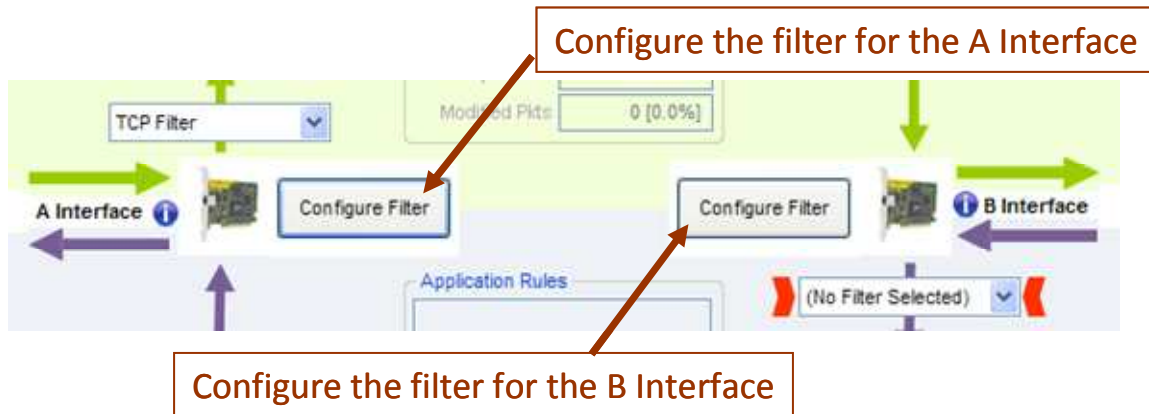 Configure the filter for the A Interface
Modified Pkts
0 [0.0%]
TCP Filter
Configure Filter
Configure Filter
A Interface
B Interface
Application Rules
(No Filter Selected)
Configure the filter for the B Interface